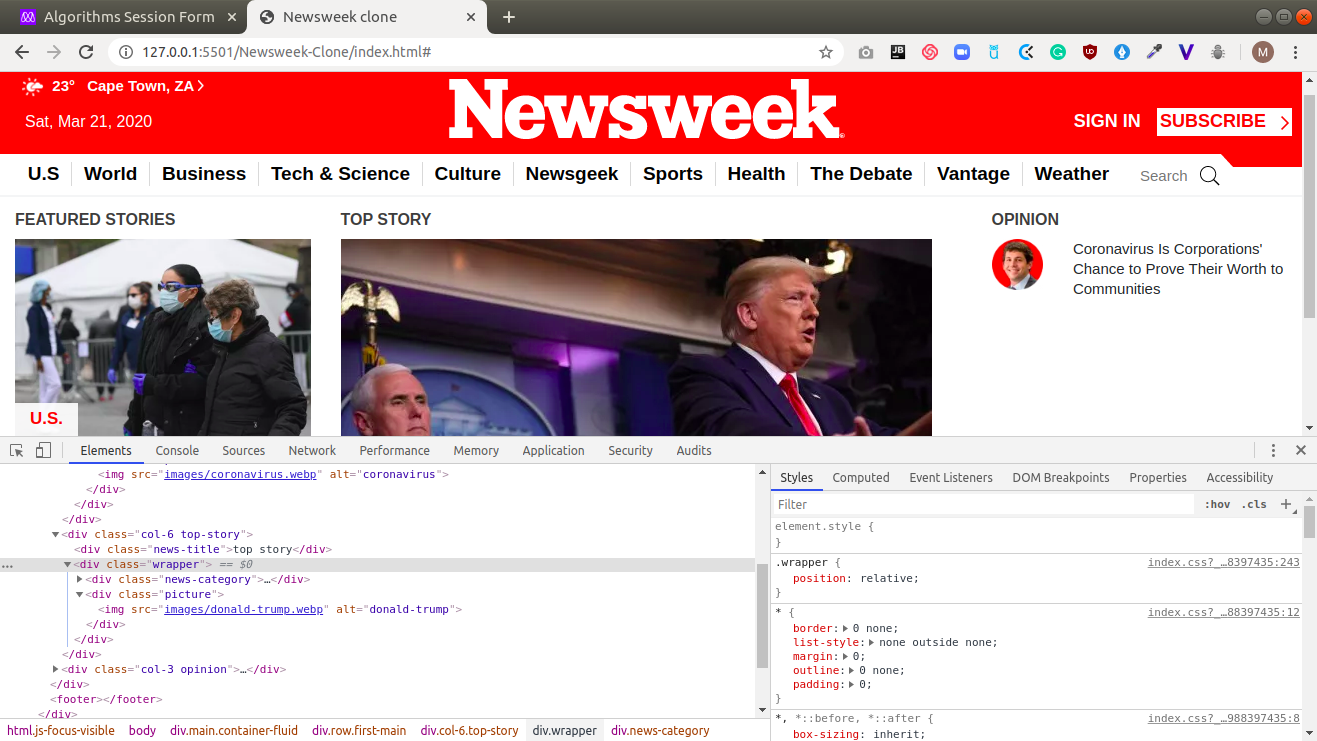 Algorithms Session Form
Newsweek clone
127.0.0.1:5501/Newsweek-Clone/index.html#
M
23° Cape Town, ZA
Sat, Mar 21, 2020
Newsweek
SIGN IN SUBSCRIBE
U.S World Business Tech & Science Culture Newsgeek Sports Health The Debate Vantage Weather Search
FEATURED STORIES
U.S.
TOP STORY
OPINION
Coronavirus Is Corporations'
Chance to Prove Their Worth to
Communities
Elements Console Sources Network Performance Memory Application Security Audits
<img src="images/coronavirus.webp" alt="coronavirus">
</div>
</div>
</div>
<div class="col-6 top-story">
<div class="news-title">top story</div>
<div class="wrapper"> == $0
<div class="news-category">…</div>
<div class="picture">
<img src="images/donald-trump.webp" alt="donald-trump">
</div>
</div>
</div>
<div class="col-3 opinion">…</div>
</div>
<footer></footer>
</div>
html.js-focus-visible body div.main.container-fluid div.row.first-main div.col-6.top-story div.wrapper div.news-category
Styles Computed Event Listeners DOM Breakpoints Properties Accessibility
Filter :hov .cls +
element.style {
}
.wrapper { index.css?_…8397435:243
position: relative;
}
* { index.css?_…88397435:12
border: 0 none;
list-style: none outside none;
margin: 0;
outline: 0 none;
padding: 0;
}
*, *::before, *::after { index.css?_…988397435:8
box-sizing: inherit;